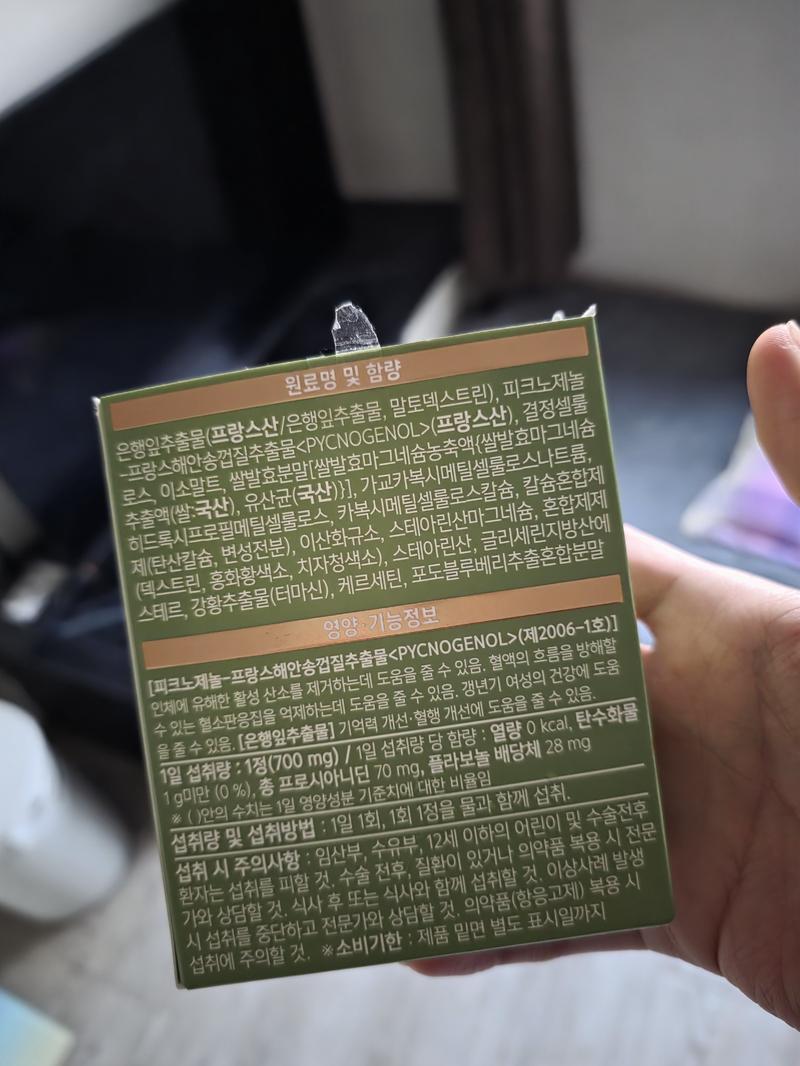 원료명 및 함량
은행잎추출물(프랑스산/은행잎추출물, 말토덱스트린), 피크노제놀
-프랑스해안송껍질추출물<PYCNOGENOL>(프랑스산), 결정셀룰
로스, 이소말트, 쌀발효분말[쌀발효마그네슘농축액{쌀발효마그네슘
추출액(쌀:국산), 유산균(국산)}], 가교카복시메틸셀룰로스나트륨,
히드록시프로필메틸셀룰로스, 카복시메틸셀룰로스칼슘, 칼슘혼합제
제(탄산칼슘, 변성전분), 이산화규소, 스테아린산마그네슘, 혼합제제
(덱스트린, 홍화황색소, 치자청색소), 스테아린산, 글리세린지방산에
스테르, 강황추출물(터마신), 케르세틴, 포도블루베리추출혼합분말
영양·기능정보
[피크노제놀-프랑스해안송껍질추출물<PYCNOGENOL>(제2006-1호)]
인체에 유해한 활성 산소를 제거하는데 도움을 줄 수 있음. 혈액의 흐름을 방해할
수 있는 혈소판응집을 억제하는데 도움을 줄 수 있음. 갱년기 여성의 건강에 도움
을 줄 수 있음. [은행잎추출물] 기억력 개선·혈행 개선에 도움을 줄 수 있음.
1일 섭취량 : 1정(700 mg) / 1일 섭취량 당 함량 : 열량 0 kcal, 탄수화물
1 g미만 (0 %), 총 프로시아니딘 70 mg, 플라보놀 배당체 28 mg
※ ( )안의 수치는 1일 영양성분 기준치에 대한 비율임
섭취량 및 섭취방법 : 1일 1회, 1회 1정을 물과 함께 섭취.
섭취 시 주의사항 : 임산부, 수유부, 12세 이하의 어린이 및 수술전후
환자는 섭취를 피할 것. 수술 전후, 질환이 있거나 의약품 복용 시 전문
가와 상담할 것. 식사 후 또는 식사와 함께 섭취할 것. 이상사례 발생
시 섭취를 중단하고 전문가와 상담할 것. 의약품(항응고제) 복용 시
섭취에 주의할 것. ※소비기한 : 제품 밑면 별도 표시일까지